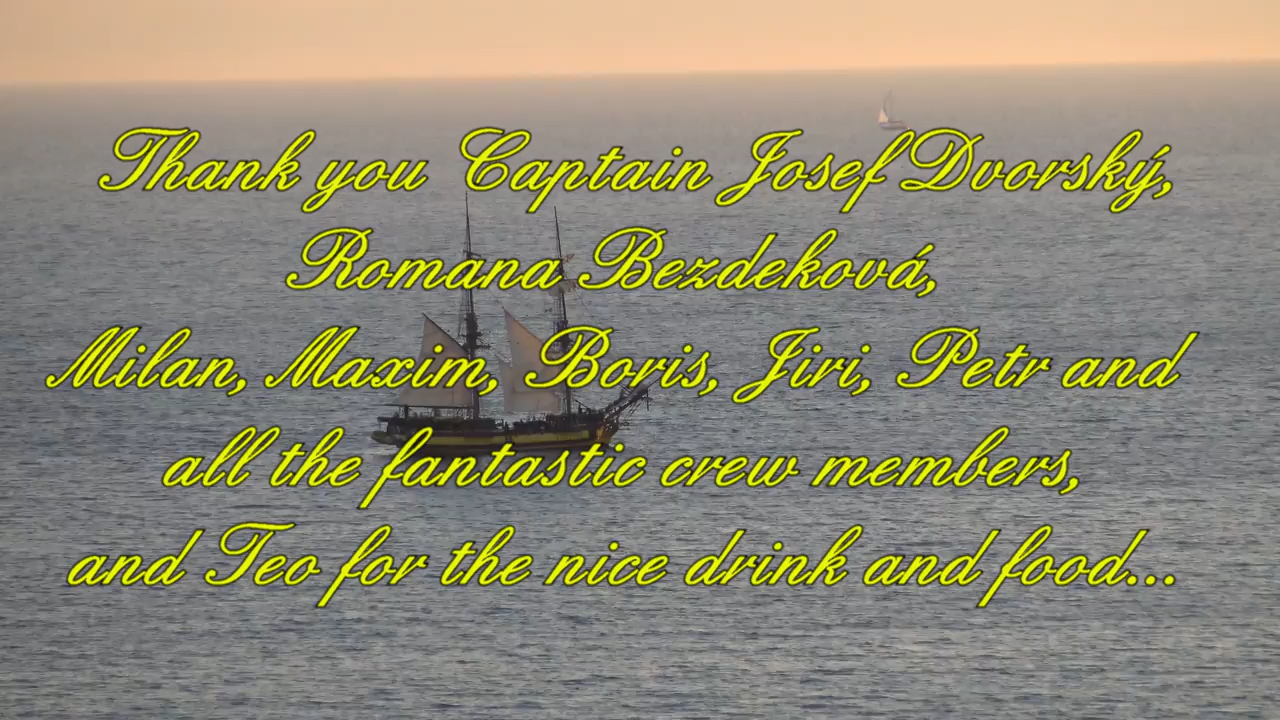 Thank you Captain Josef Dvorský,
Romana Bezdeková,
Milan, Maxim, Boris, Jiri, Petr and
all the fantastic crew members,
and Teo for the nice drink and food...